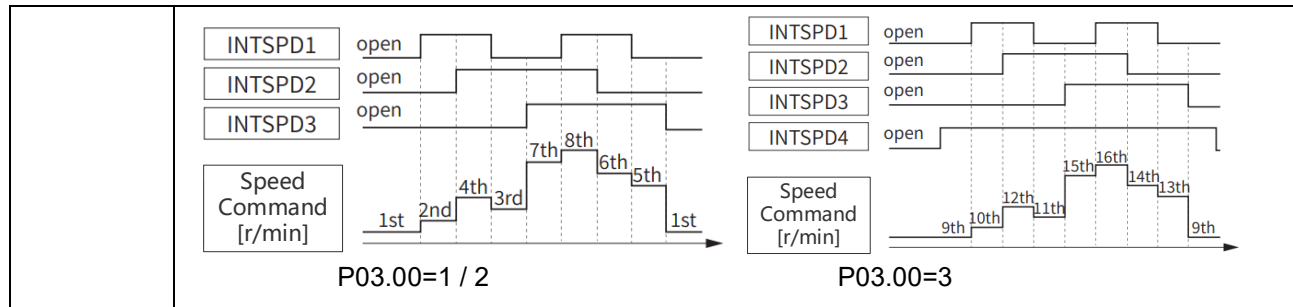 INTSPD1
open
INTSPD2
open
INTSPD3
open
Speed
Command
[r/min]
1st
2nd
4th
3rd
7th
8th
6th
5th
1st
P03.00=1 / 2
INTSPD1
open
INTSPD2
open
INTSPD3
open
INTSPD4
open
Speed
Command
[r/min]
9th
10th
12th
11th
15th
16th
14th
13th
9th
P03.00=3